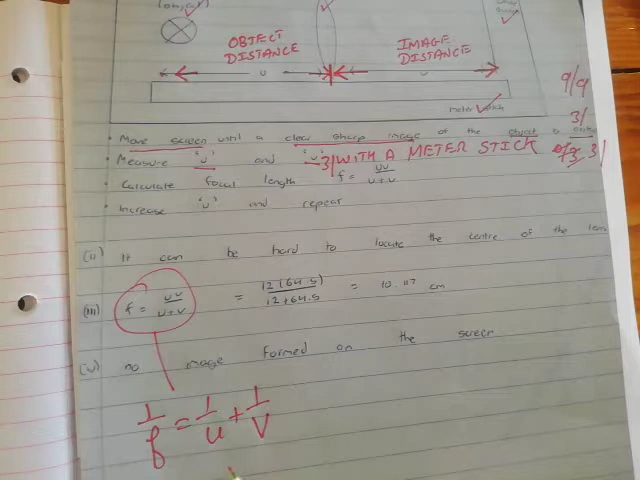 (object)
OBJECT DISTANCE
IMAGE DISTANCE
u
v
9/9
meter stick
3/
• Move screen until a clear sharp image of the object is
• Measure 'u' and 'v' 3/ WITH A METER STICK 3/
• Calculate focal length f = uv/u+v
• Increase 'u' and repeat
(ii) It can be hard to locate the centre of the lens
(iii) f = uv/u+v = 12(64.5)/12+64.5 = 10.117 cm
(iv) no image formed on the screen
1/f = 1/u + 1/v